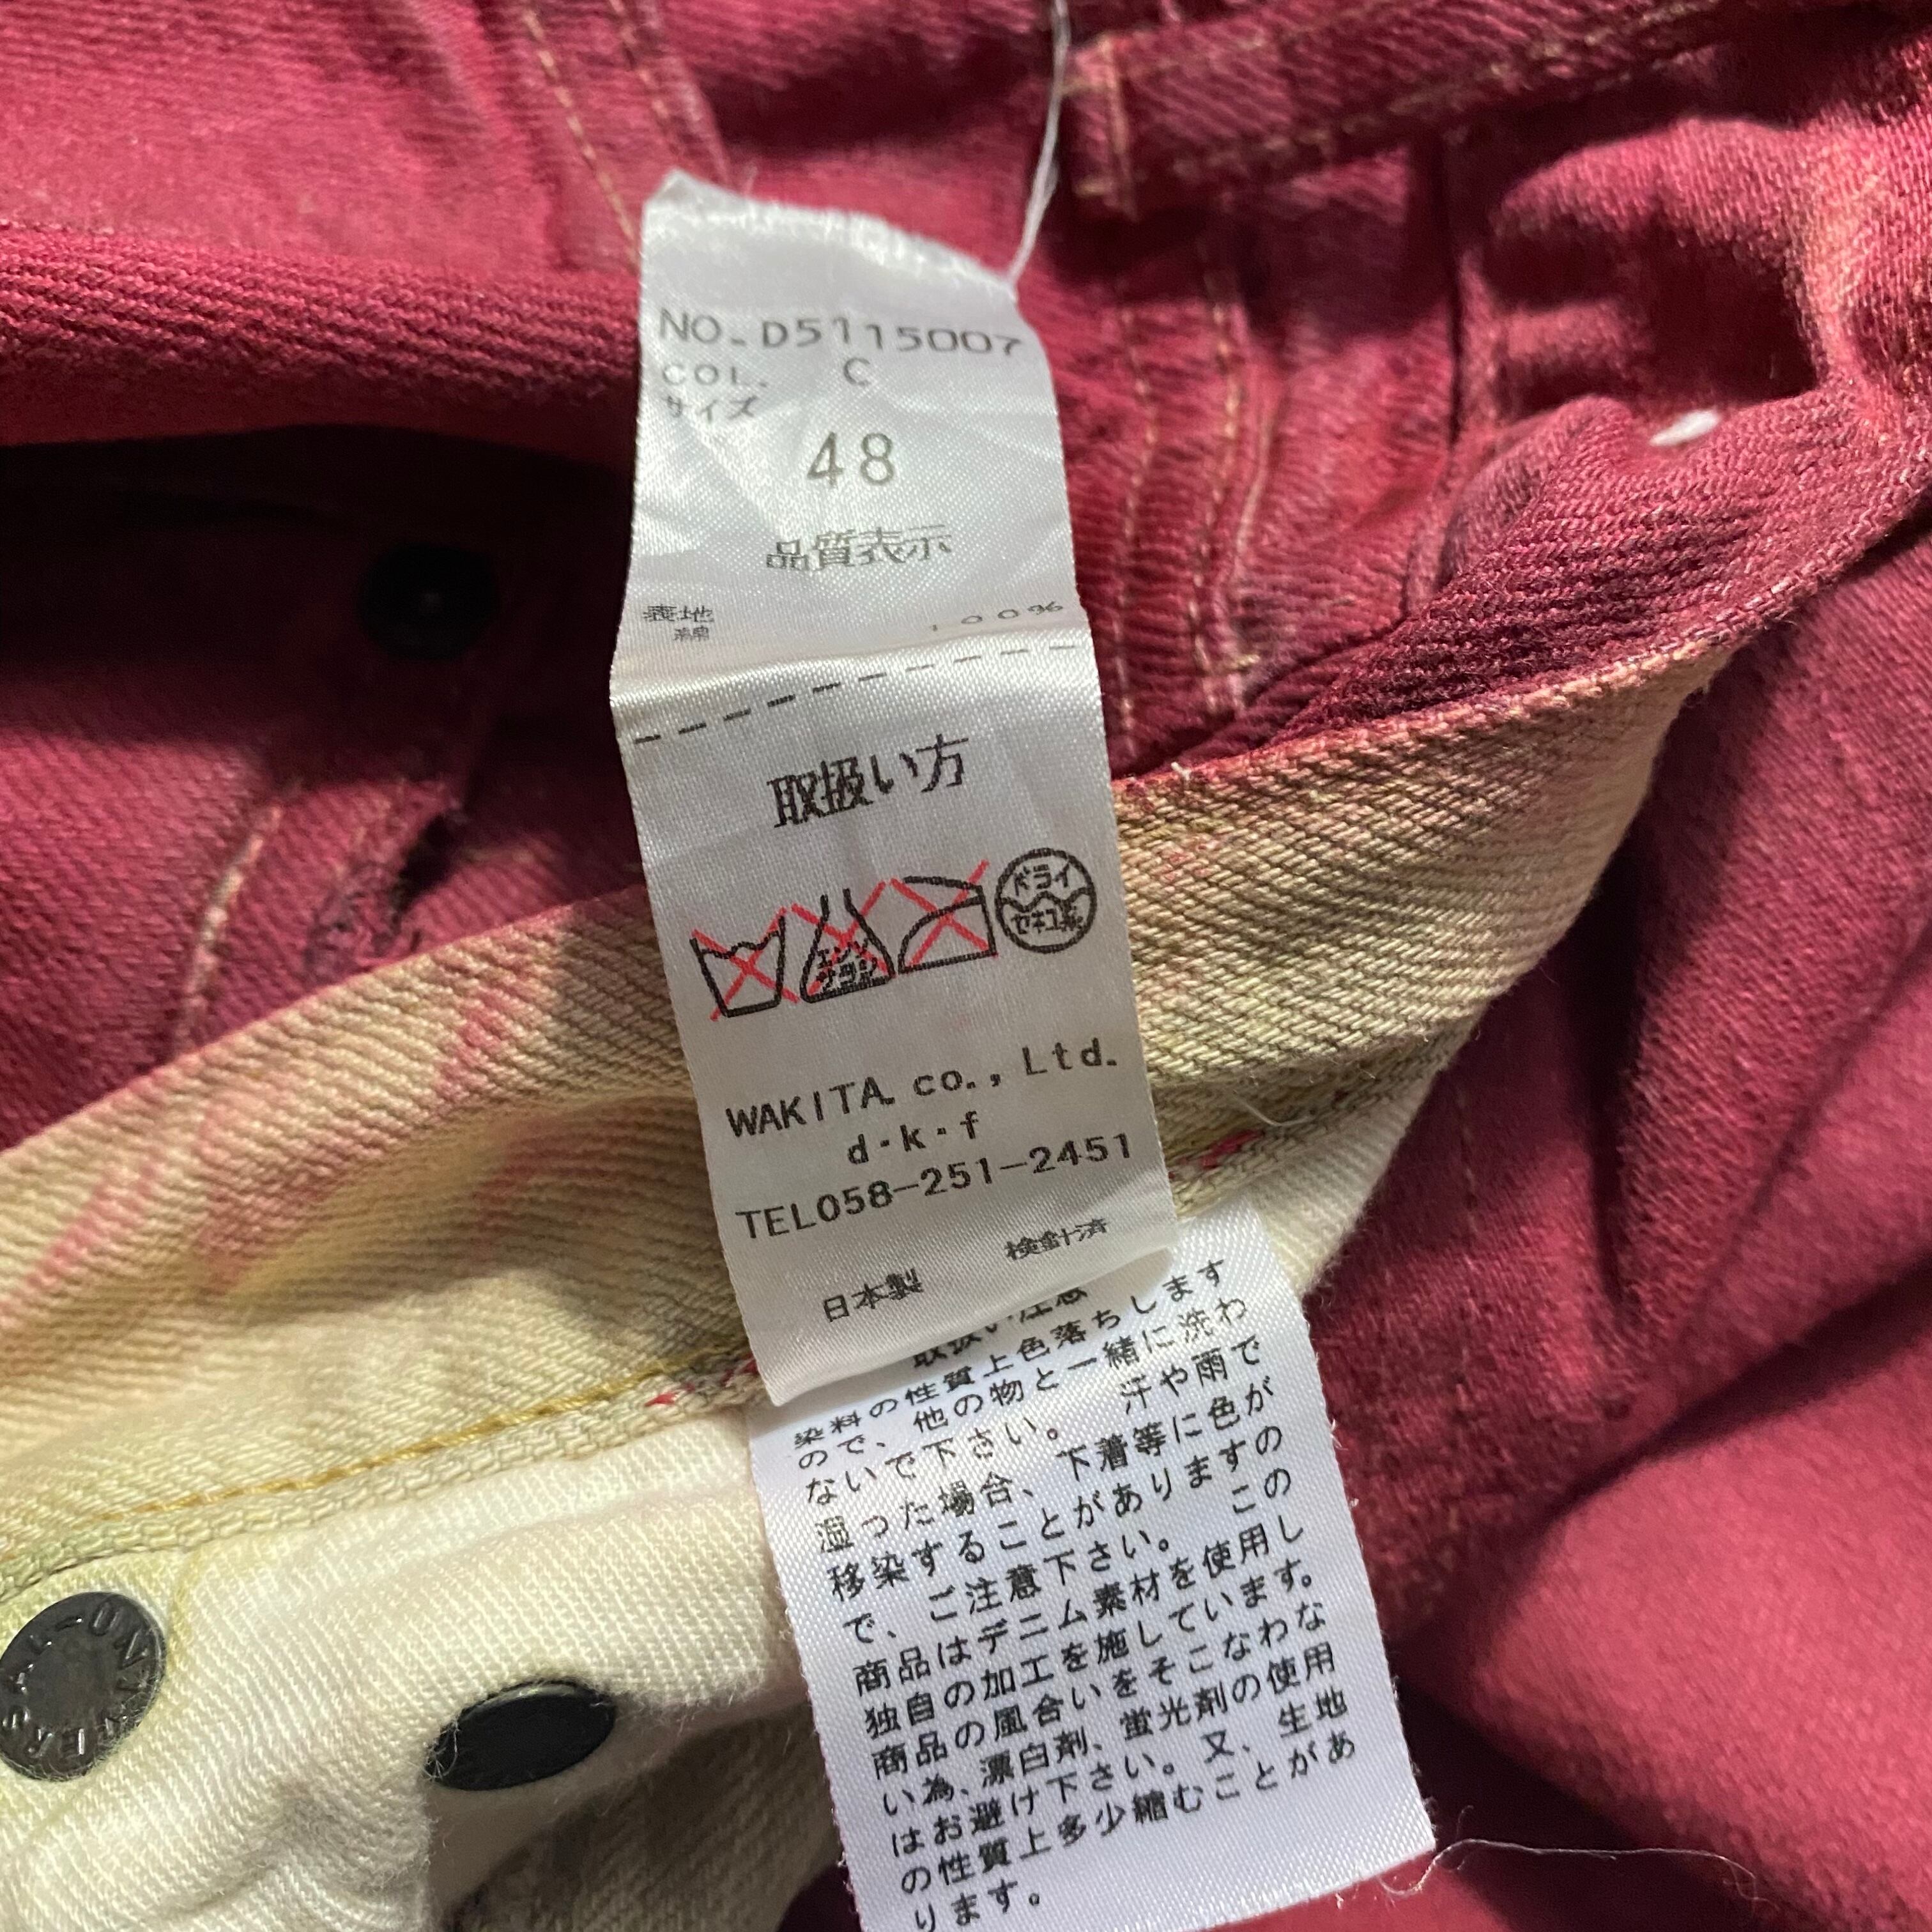 NO.D5115007
COL. C
サイズ
48
品質表示
表地
綿 100%
取扱い方
エンソサラシ
ドライ
セキユ系
WAKITA. co., Ltd.
d・k・f
TEL058-251-2451
検針済
日本製
取扱い注意
染料の性質上色落ちします
ので、他の物と一緒に洗わ
ないで下さい。 汗や雨で
湿った場合、下着等に色が
移染することがありますの
で、ご注意下さい。 この
商品はデニム素材を使用し
独自の加工を施しています。
商品の風合いをそこなわな
い為、漂白剤、蛍光剤の使用
はお避け下さい。又、生地
の性質上多少縮むことがあ
ります。
UNIVERSAL